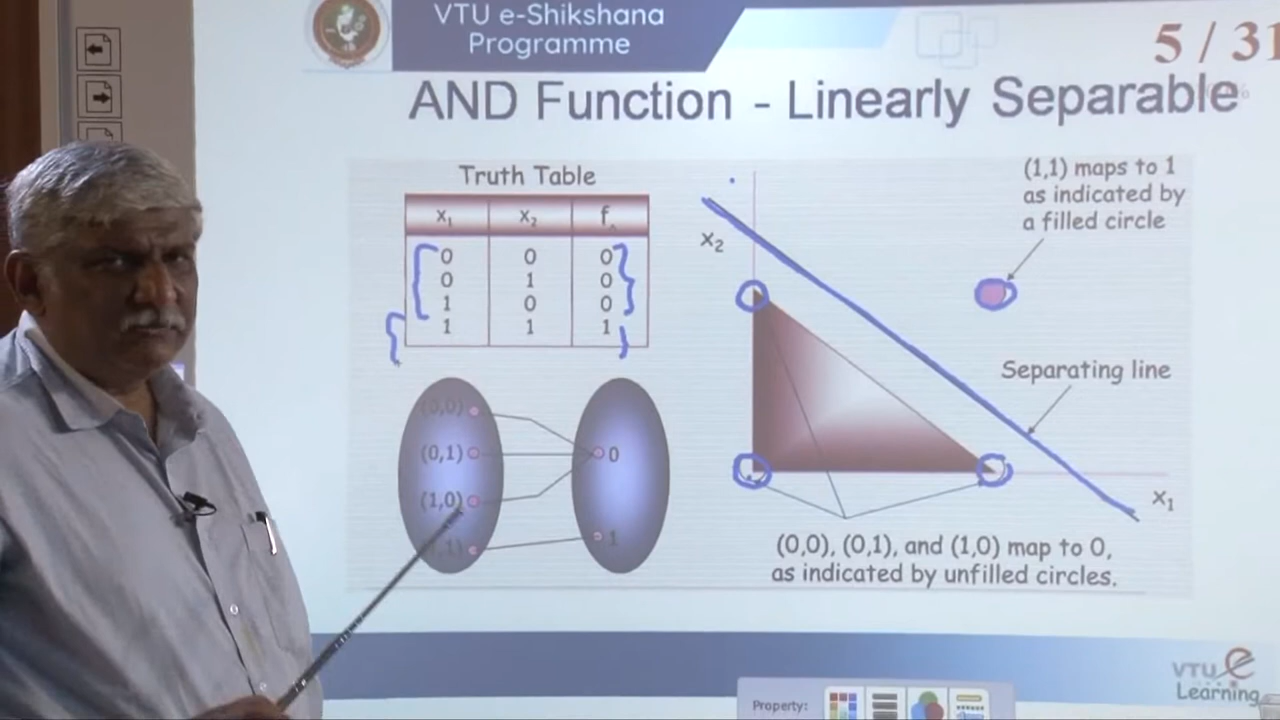 VTU e-Shikshana
Programme
5 / 31
AND Function - Linearly Separable
Truth Table
x₁ x₂ f
0 0 0
0 1 0
1 0 0
1 1 1
(0,0)
(0,1)
(1,0)
0
1
x₂
(1,1) maps to 1
as indicated by
a filled circle
Separating line
x₁
(0,0), (0,1), and (1,0) map to 0,
as indicated by unfilled circles.
VTU e
Learning
Property: